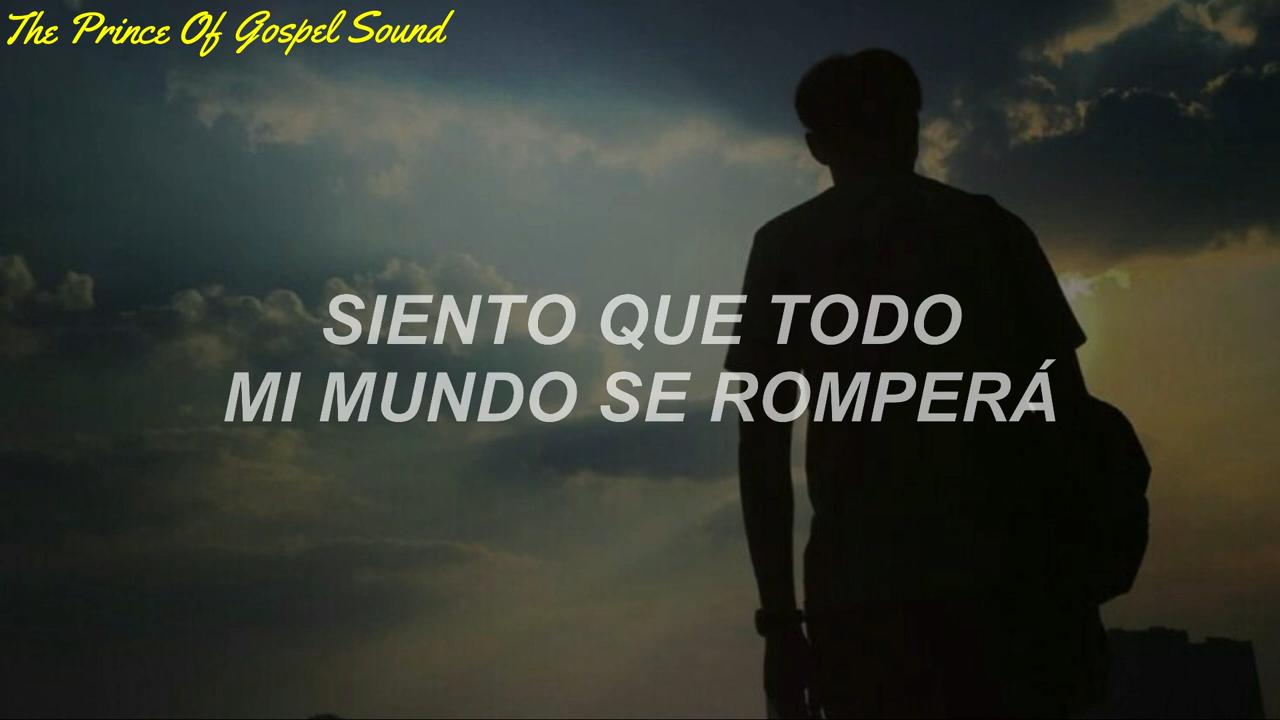 The Prince Of Gospel Sound
SIENTO QUE TODO
MI MUNDO SE ROMPERÁ